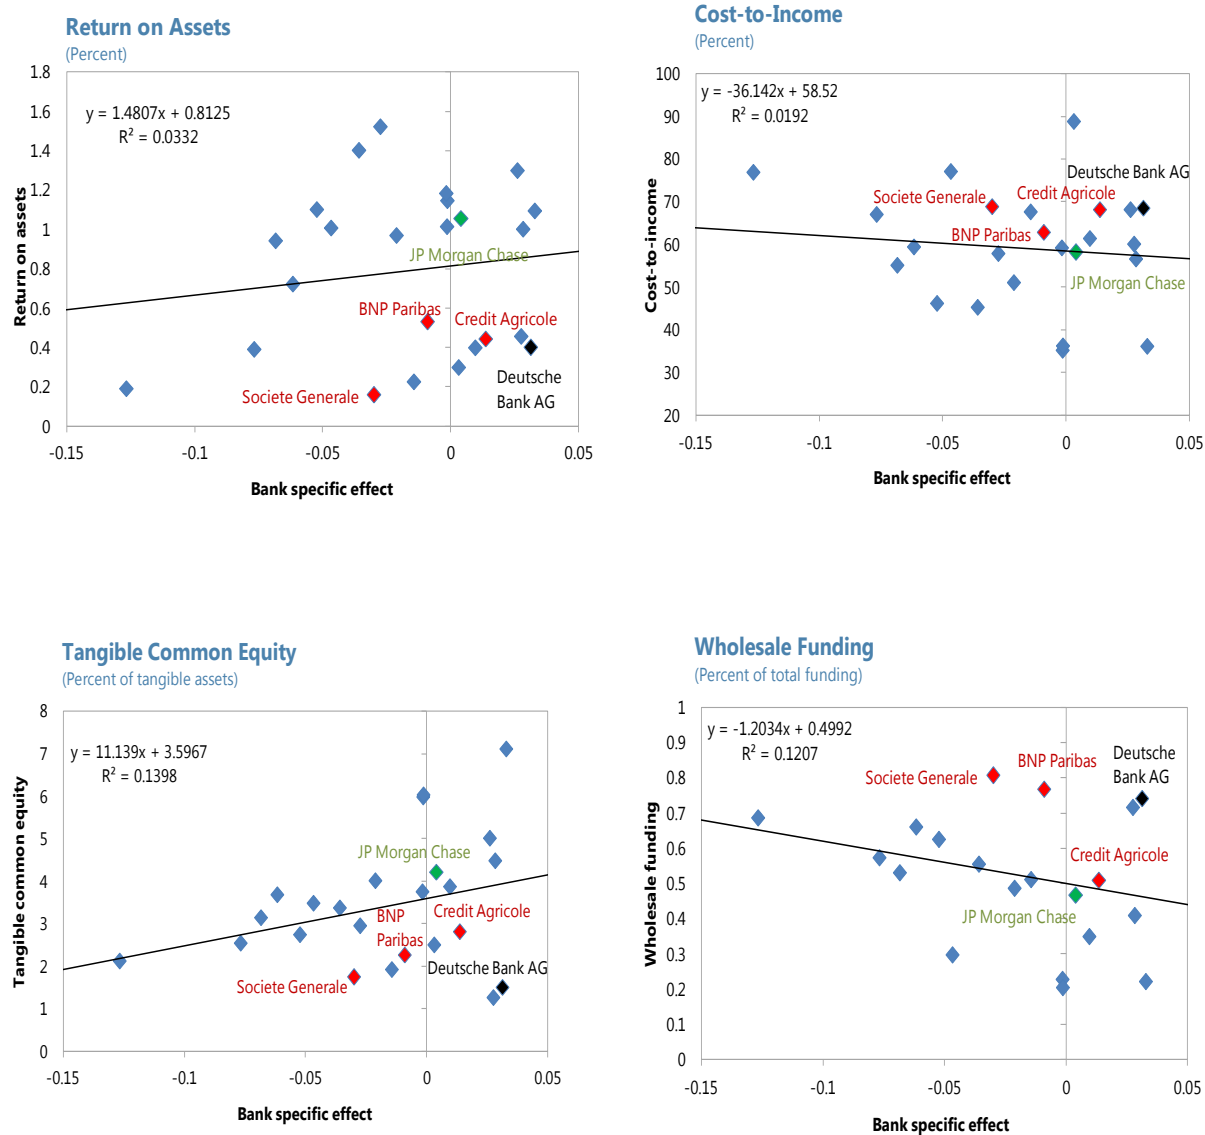 Return on Assets
(Percent)
1.8
1.6
1.4
1.2
1
0.8
0.6
0.4
0.2
0
y = 1.4807x + 0.8125
R² = 0.0332
JP Morgan Chase
BNP Paribas
Credit Agricole
Deutsche
Bank AG
Societe Generale
Return on assets
-0.15
-0.1
-0.05
0
0.05
Bank specific effect
Cost-to-Income
(Percent)
100
90
80
70
60
50
40
30
20
y = -36.142x + 58.52
R² = 0.0192
Deutsche Bank AG
Societe Generale
Credit Agricole
BNP Paribas
JP Morgan Chase
Cost-to-income
-0.15
-0.1
-0.05
0
0.05
Bank specific effect
Tangible Common Equity
(Percent of tangible assets)
8
7
6
5
4
3
2
1
0
y = 11.139x + 3.5967
R² = 0.1398
JP Morgan Chase
BNP
Paribas
Credit Agricole
Deutsche Bank AG
Societe Generale
Tangible common equity
-0.15
-0.1
-0.05
0
0.05
Bank specific effect
Wholesale Funding
(Percent of total funding)
1
0.9
0.8
0.7
0.6
0.5
0.4
0.3
0.2
0.1
0
y = -1.2034x + 0.4992
R² = 0.1207
Societe Generale
BNP Paribas
Deutsche
Bank AG
Credit Agricole
JP Morgan Chase
Wholesale funding
-0.15
-0.1
-0.05
0
0.05
Bank specific effect